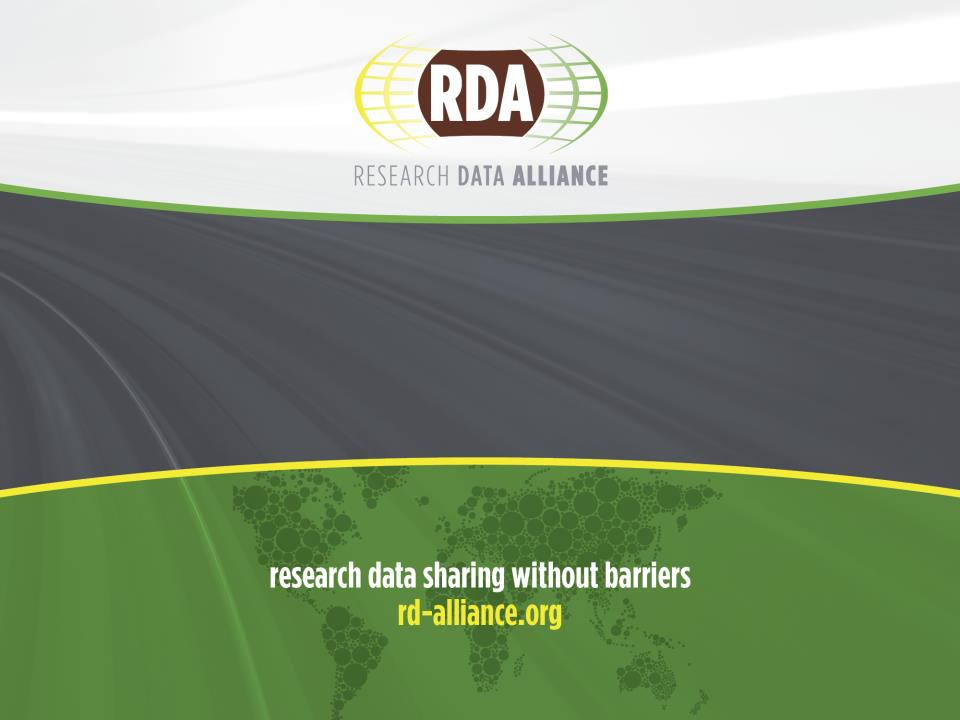 RDA
RESEARCH DATA ALLIANCE
research data sharing without barriers
rd-alliance.org